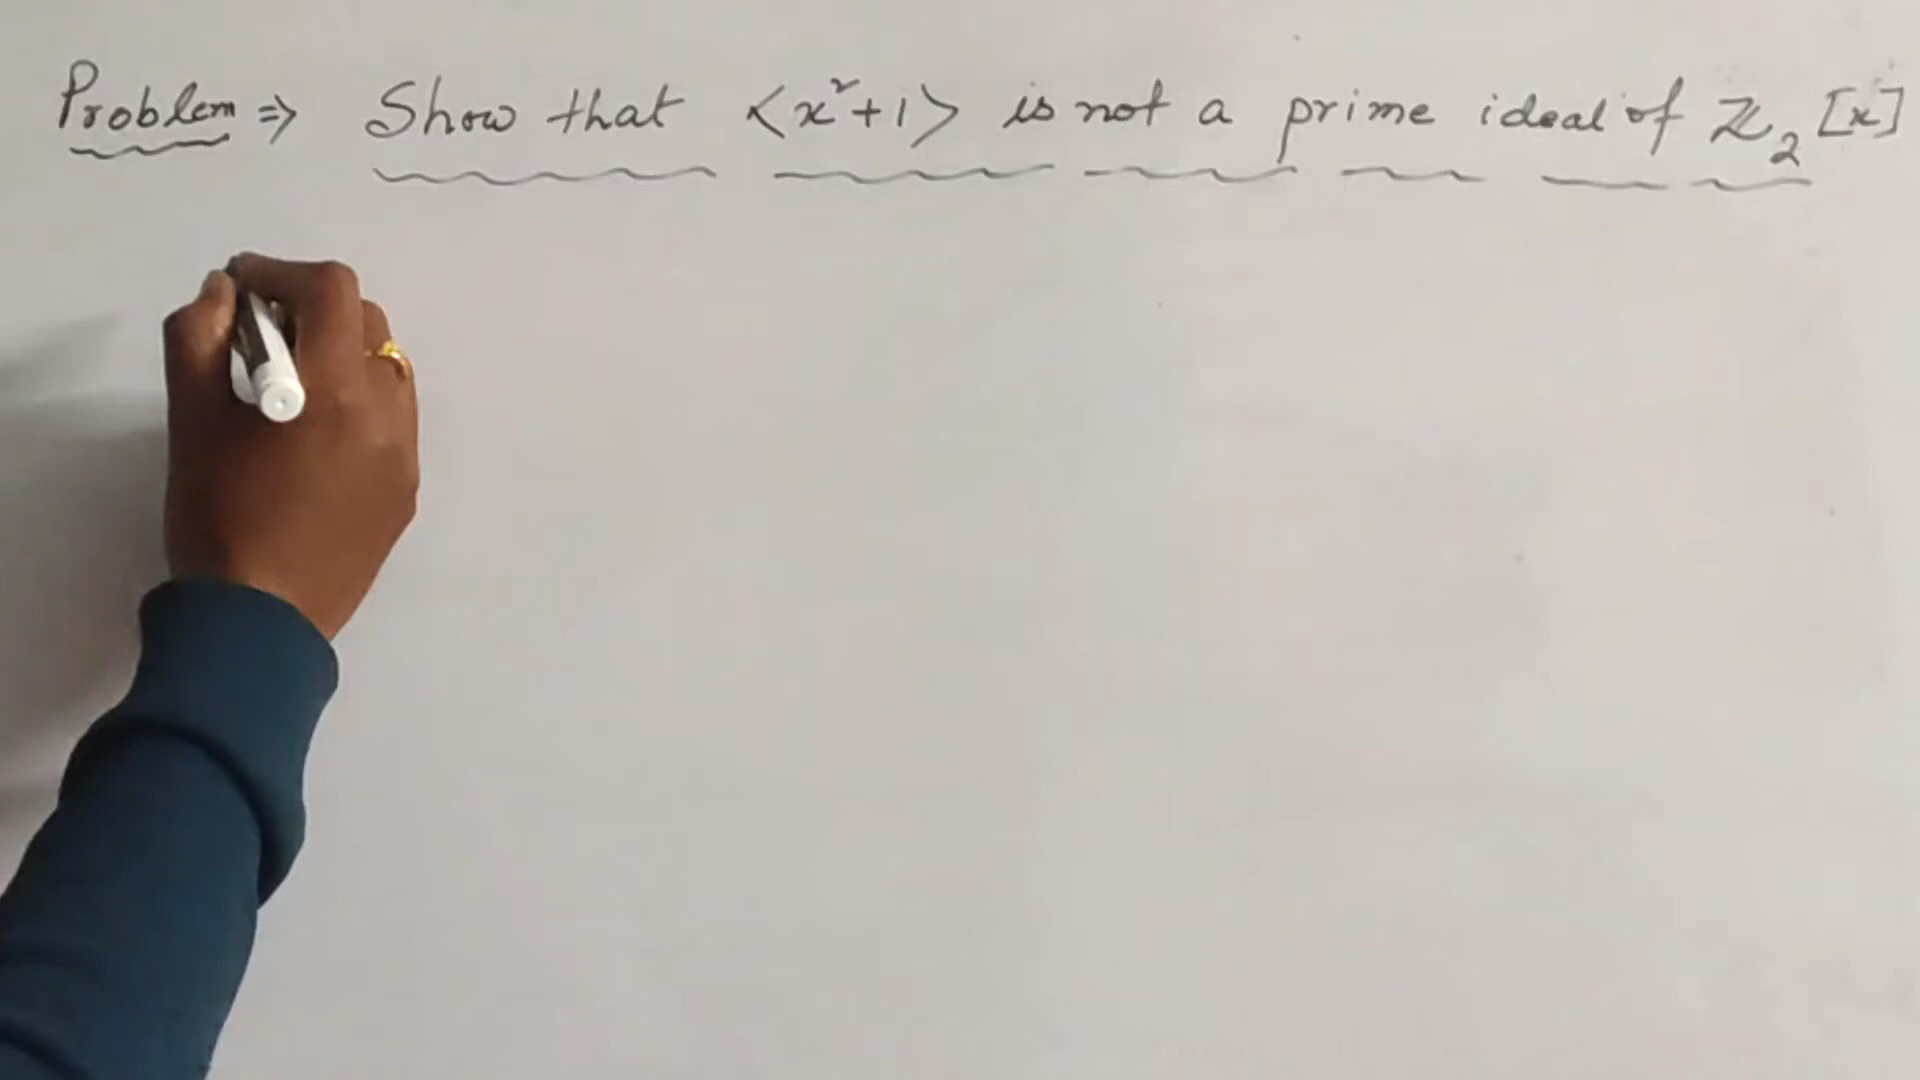 Problem ⇒ Show that <x²+1> is not a prime ideal of ℤ₂[x]